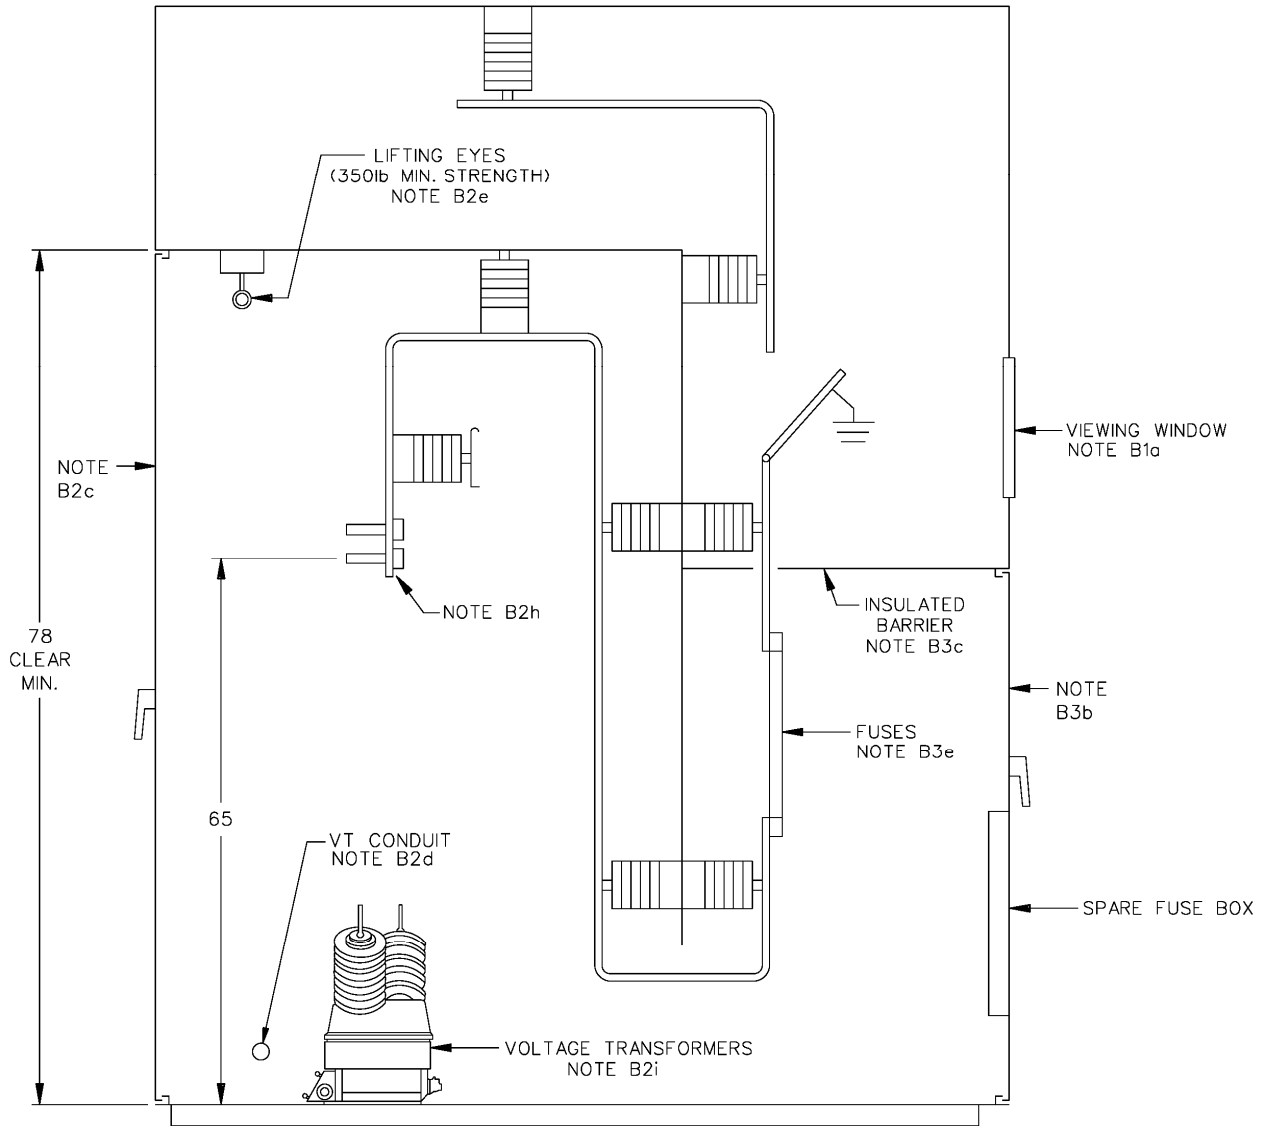 LIFTING EYES
(350lb MIN. STRENGTH)
NOTE B2e
VIEWING WINDOW
NOTE B1a
NOTE
B2c
NOTE B2h
INSULATED
BARRIER
NOTE B3c
78
CLEAR
MIN.
NOTE
B3b
FUSES
NOTE B3e
65
VT CONDUIT
NOTE B2d
SPARE FUSE BOX
VOLTAGE TRANSFORMERS
NOTE B2i